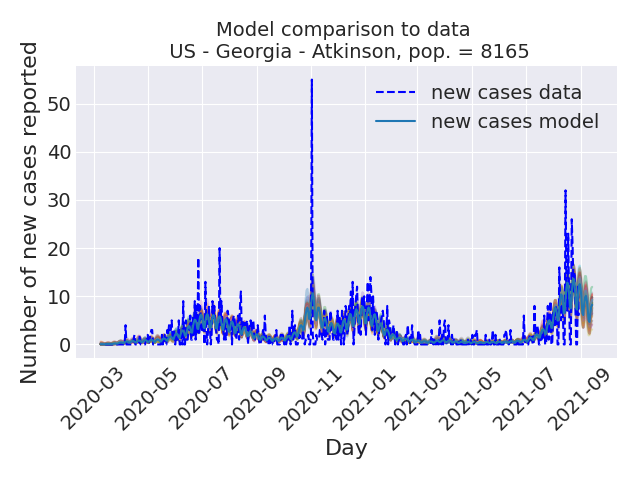 Model comparison to data
US - Georgia - Atkinson, pop. = 8165
Number of new cases reported
50
40
30
20
10
0
new cases data
new cases model
2020-03
2020-05
2020-07
2020-09
2020-11
2021-01
2021-03
2021-05
2021-07
2021-09
Day